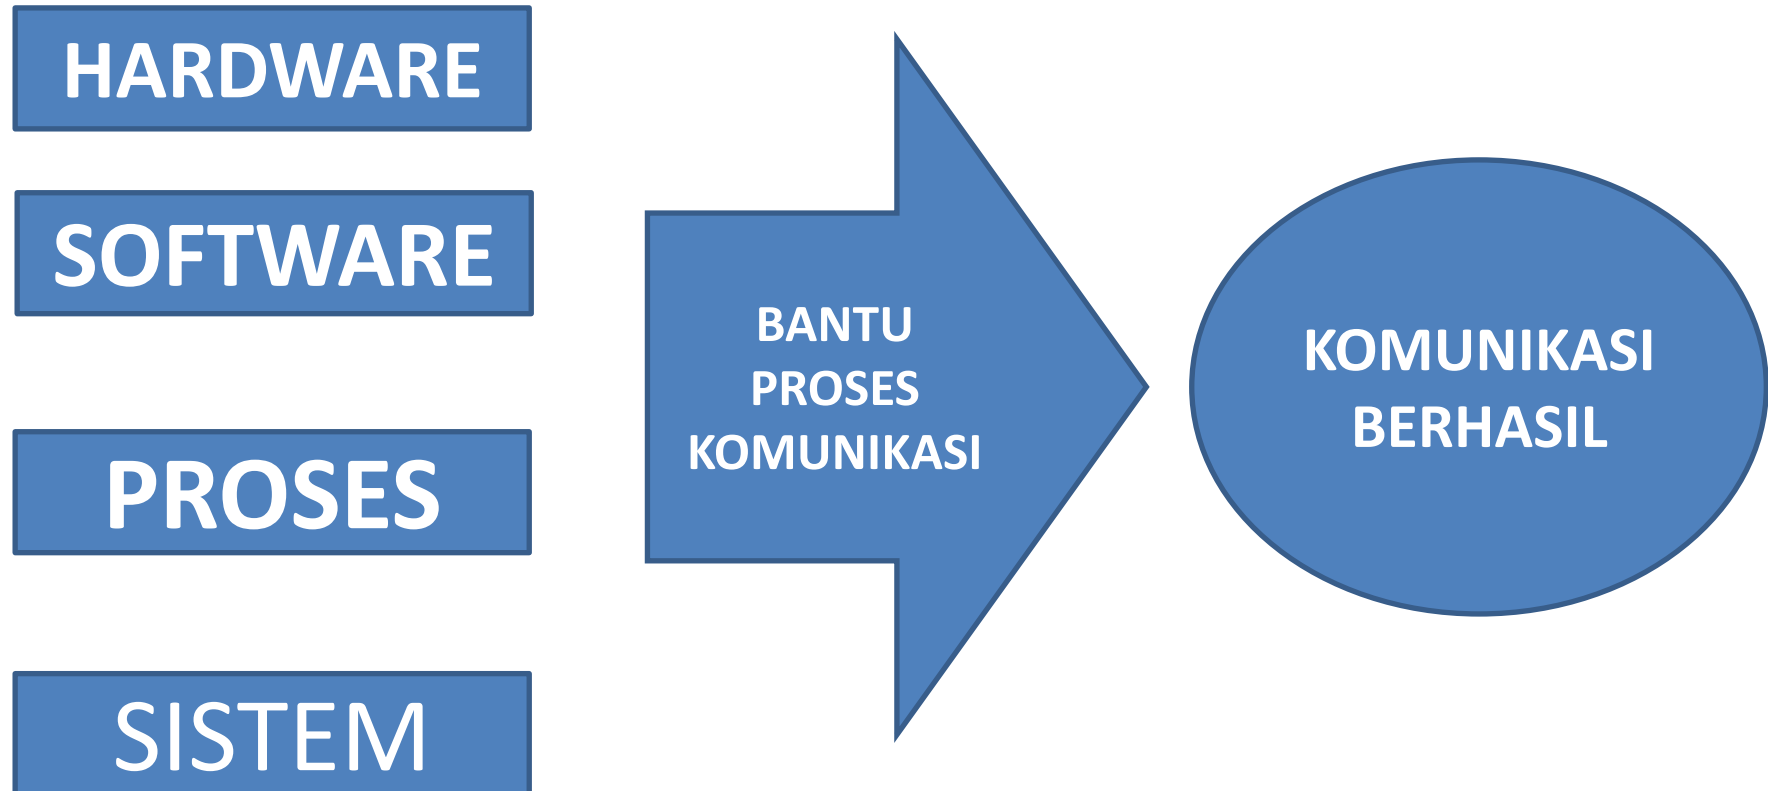 HARDWARE
SOFTWARE
PROSES
SISTEM
BANTU
PROSES
KOMUNIKASI
KOMUNIKASI
BERHASIL